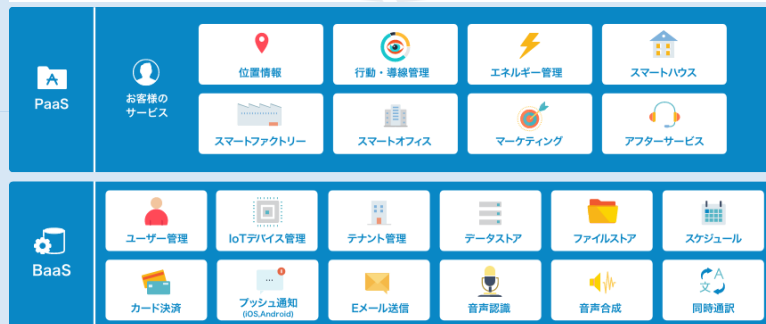 PaaS
お客様の
サービス
位置情報
行動・導線管理
エネルギー管理
スマートハウス
スマートファクトリー
スマートオフィス
マーケティング
アフターサービス
BaaS
ユーザー管理
IoTデバイス管理
テナント管理
データストア
ファイルストア
スケジュール
カード決済
プッシュ通知
(iOS,Android)
Eメール送信
音声認識
音声合成
A
文
同時通訳